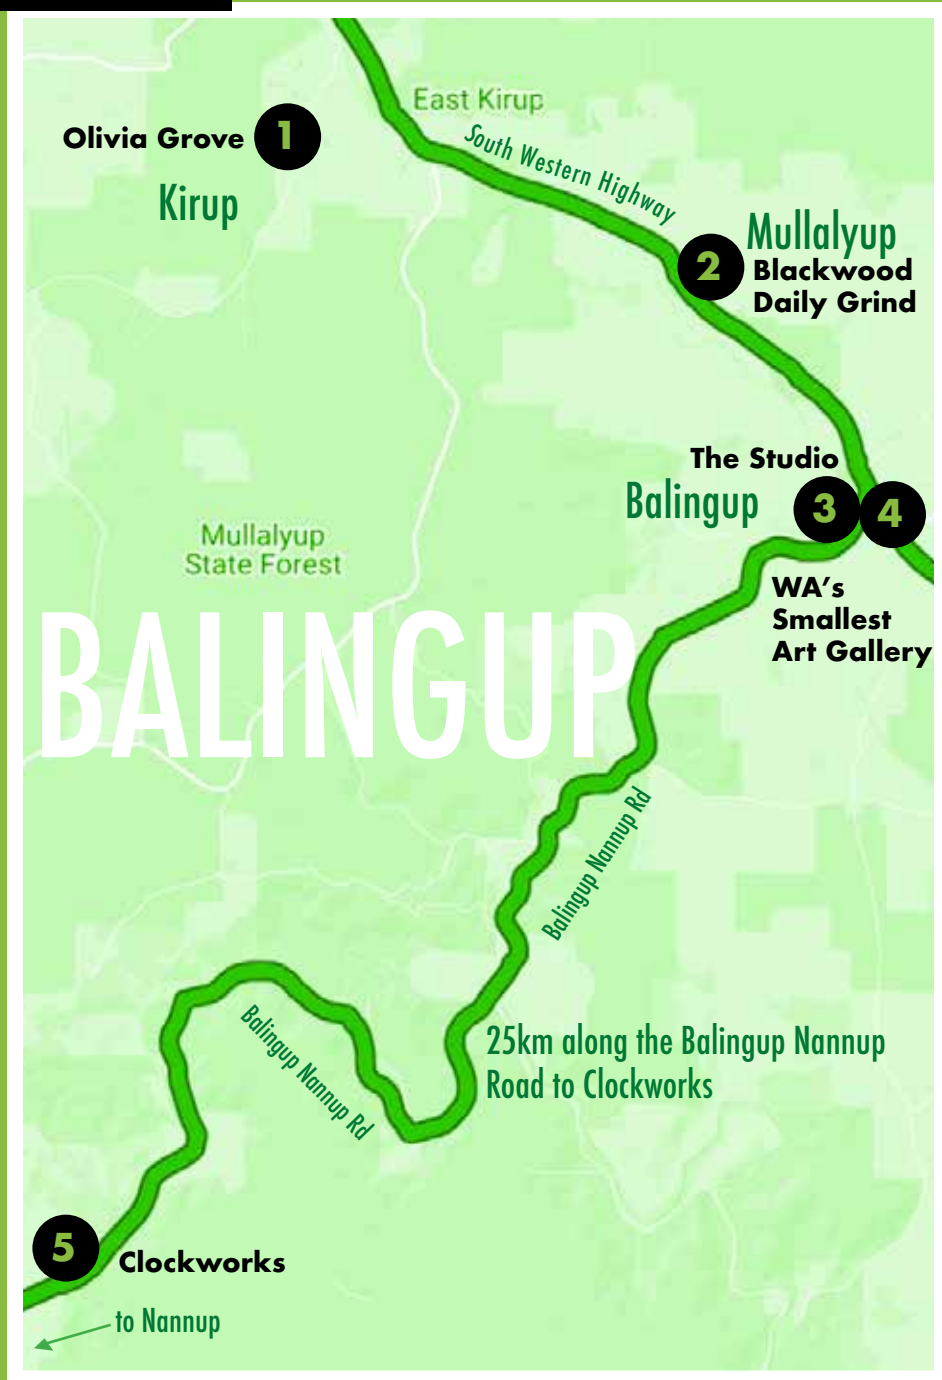 East Kirup
Olivia Grove 1
South Western Highway
Kirup
Mullalyup
2
Blackwood
Daily Grind
The Studio
Balingup
3
4
Mullalyup
State Forest
WA's
Smallest
Art Gallery
BALINGUP
Balingup Nannup Rd
Balingup Nannup Rd
25km along the Balingup Nannup
Road to Clockworks
5
Clockworks
to Nannup